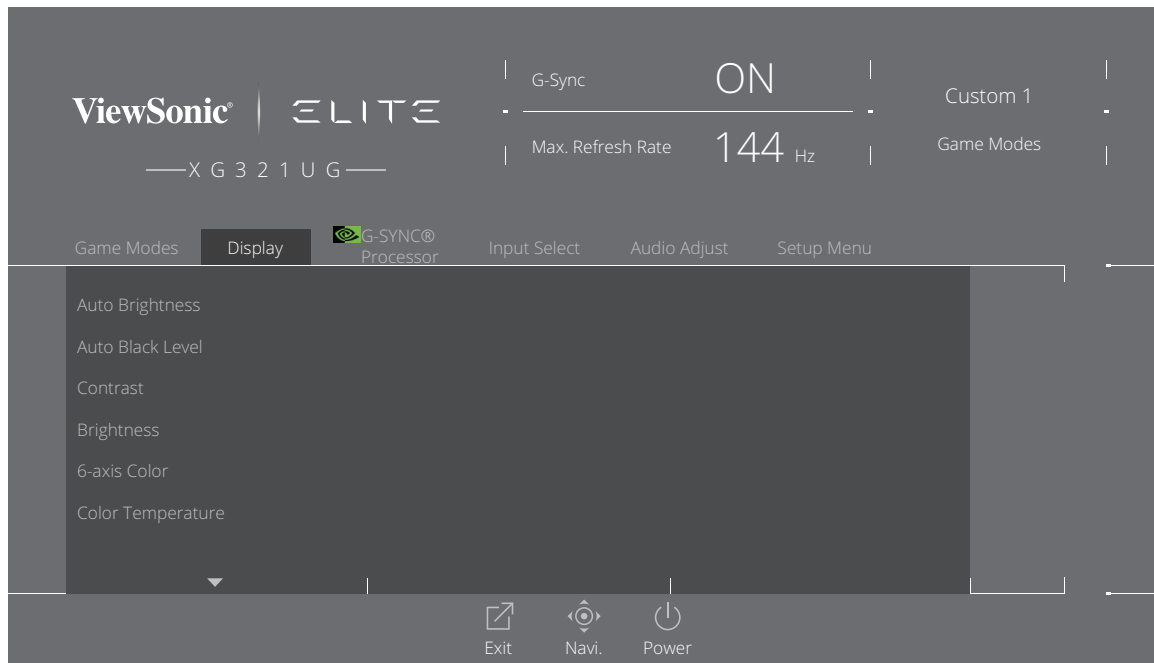 ViewSonic® ELITE
XG321UG
G-Sync ON
Max. Refresh Rate 144 Hz
Custom 1
Game Modes
Game Modes
Display
G-SYNC®
Processor
Input Select
Audio Adjust
Setup Menu
Auto Brightness
Auto Black Level
Contrast
Brightness
6-axis Color
Color Temperature
Exit
Navi.
Power